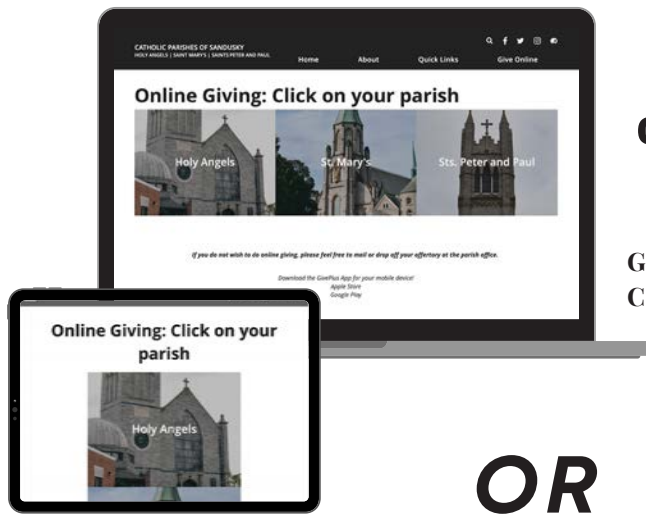 CATHOLIC PARISHES OF SANDUSKY
HOLY ANGELS | SAINT MARY'S | SAINTS PETER AND PAUL
Home About Quick Links Give Online
Online Giving: Click on your parish
Holy Angels St. Mary's Sts. Peter and Paul
If you do not wish to do online giving, please feel free to mail or drop off your offertory at the parish office.
Download the GivePlus App for your mobile device!
Apple Store
Google Play
G
C
Online Giving: Click on your
parish
Holy Angels
OR